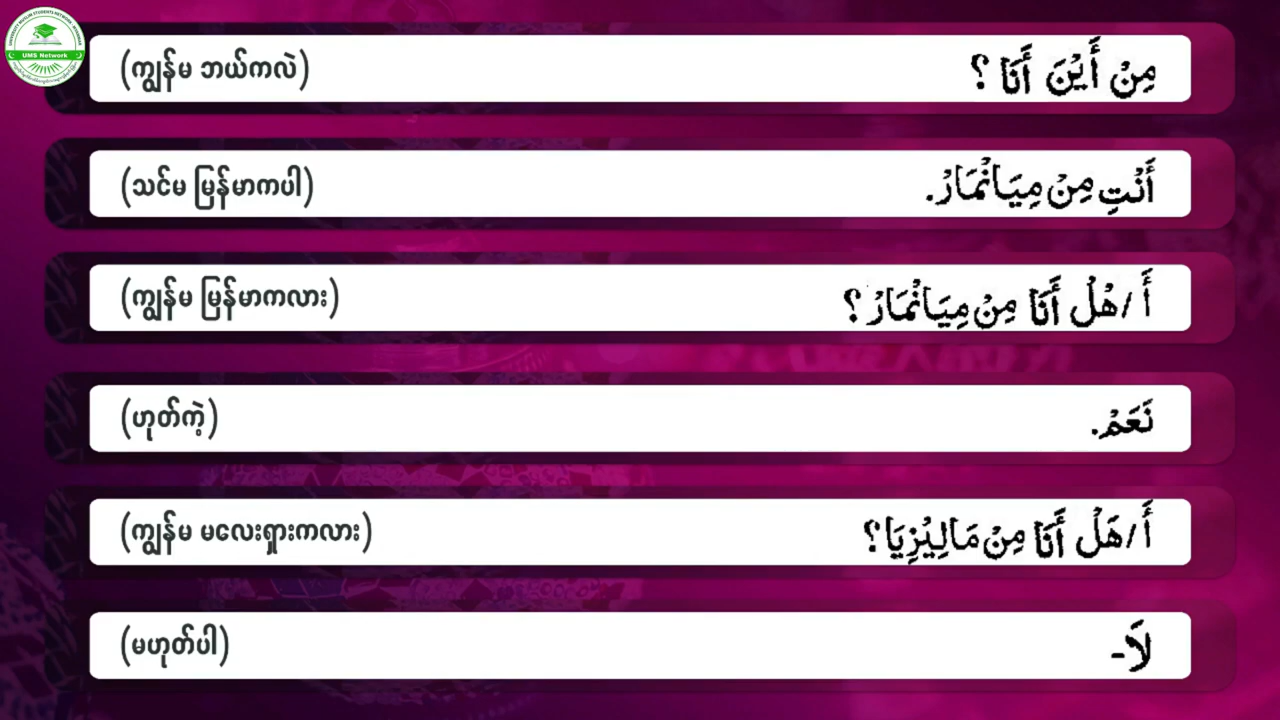 UMS Network
(ကျွန်မ ဘယ်ကလဲ) مِنْ أَيْنَ أَنَا ؟
(သင်မ မြန်မာကပါ) أَنْتِ مِنْ مِيَانْمَارْ.
(ကျွန်မ မြန်မာကလား) أَ / هُلْ أَنَا مِنْ مِيَانْمَارْ ؟
(ဟုတ်ကဲ့) نَعَمْ.
(ကျွန်မ မလေးရှားကလား) أَ / هَلْ أَنَا مِنْ مَالِيْزِيَا ؟
(မဟုတ်ပါ) لَا-